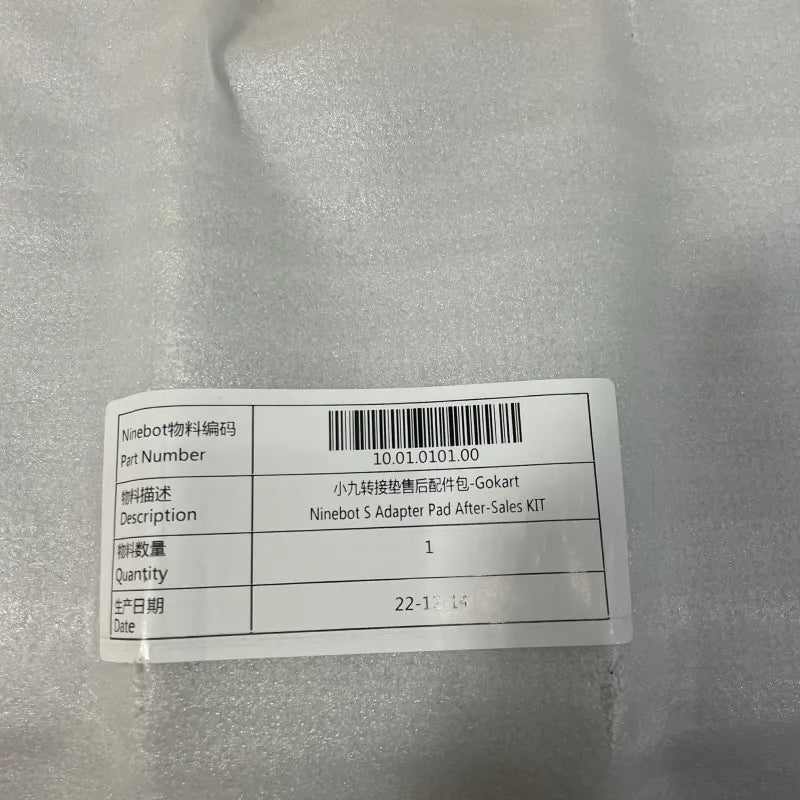 Ninebot物料编码
Part Number
10.01.0101.00
物料描述
Description
小九转接垫售后配件包-Gokart
Ninebot S Adapter Pad After-Sales KIT
物料数量
Quantity
1
生产日期
Date